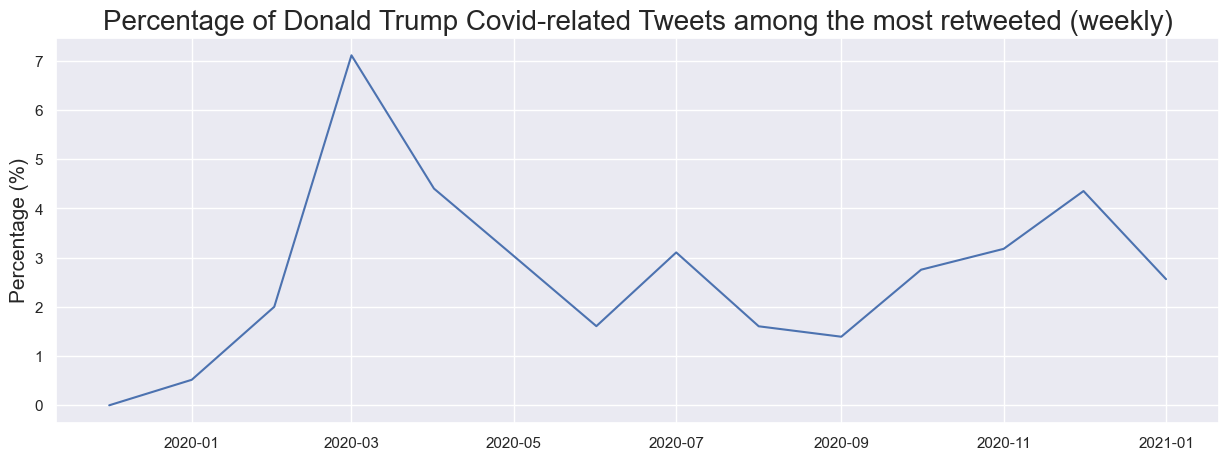 Percentage of Donald Trump Covid-related Tweets among the most retweeted (weekly)
Percentage (%)
7
6
5
4
3
2
1
0
2020-01 2020-03 2020-05 2020-07 2020-09 2020-11 2021-01